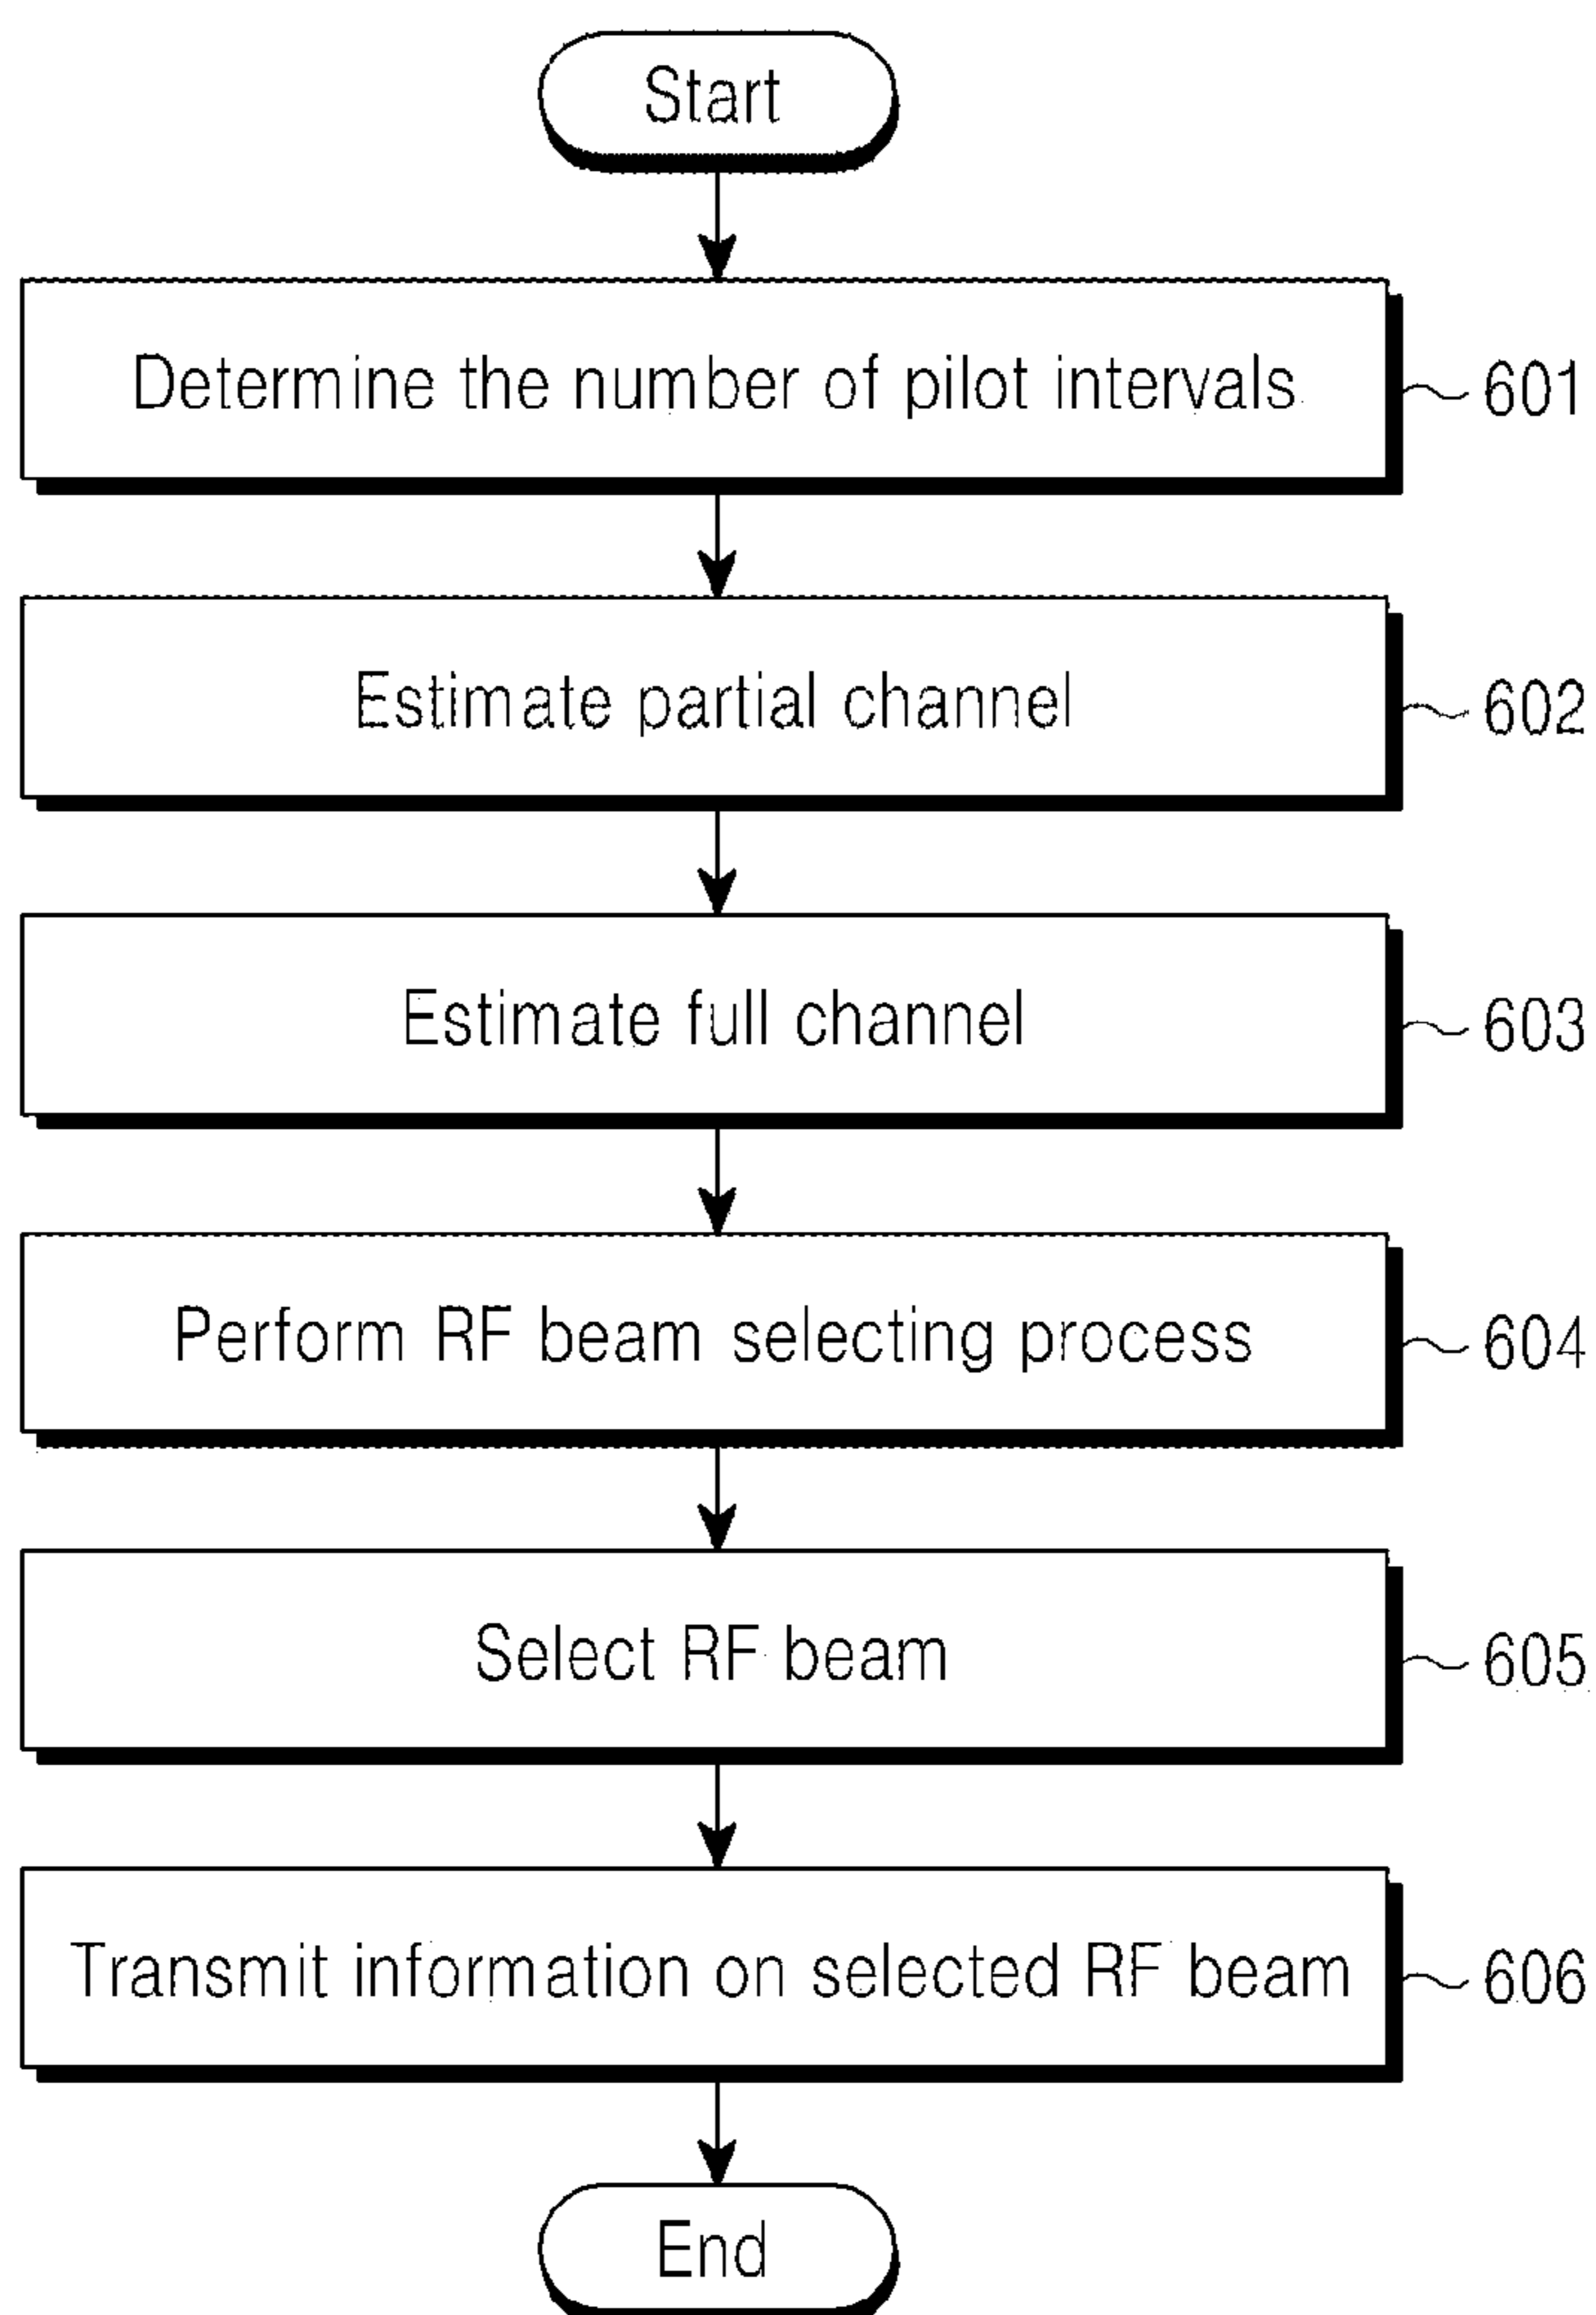 Start
Determine the number of pilot intervals
601
Estimate partial channel
602
Estimate full channel
603
Perform RF beam selecting process
604
Select RF beam
605
Transmit information on selected RF beam
606
End